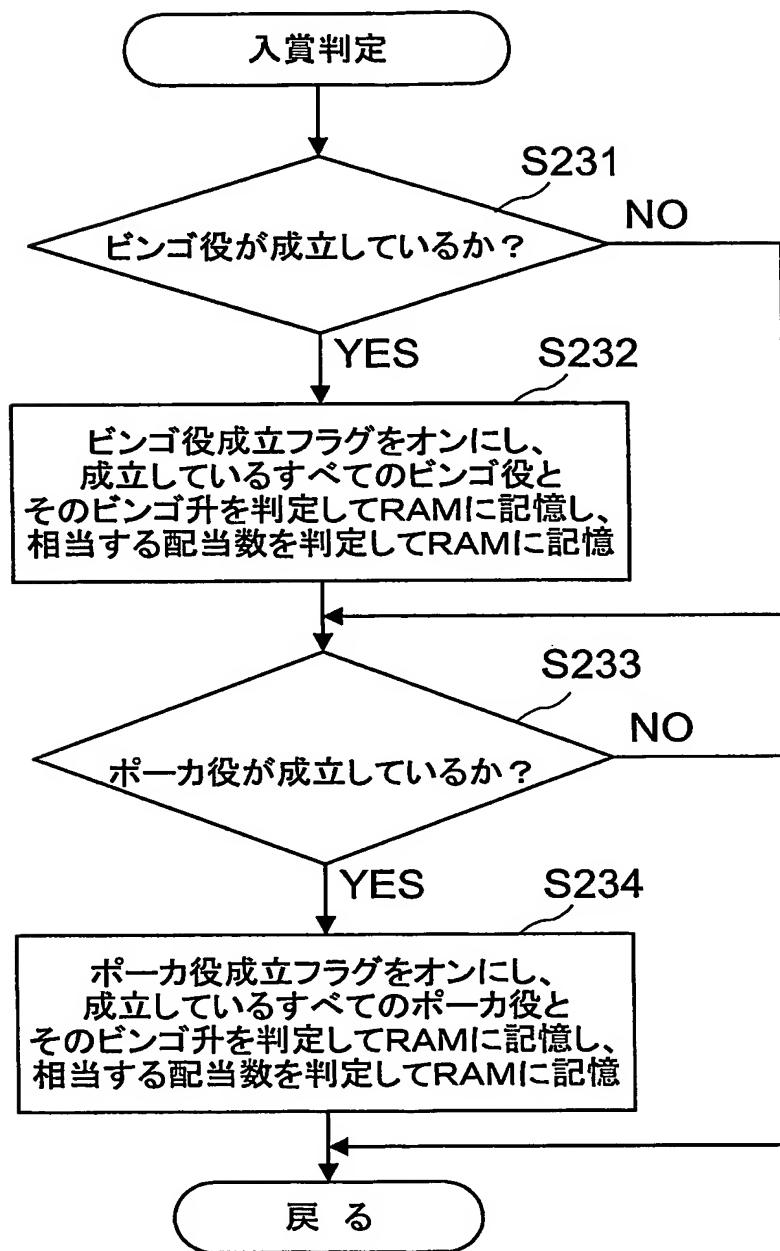 入賞判定
S231
ビンゴ役が成立しているか？
NO
YES
S232
ビンゴ役成立フラグをオンにし、
成立しているすべてのビンゴ役と
そのビンゴ升を判定してRAMに記憶し、
相当する配当数を判定してRAMに記憶
S233
ポーカ役が成立しているか？
NO
YES
S234
ポーカ役成立フラグをオンにし、
成立しているすべてのポーカ役と
そのビンゴ升を判定してRAMに記憶し、
相当する配当数を判定してRAMに記憶
戻 る